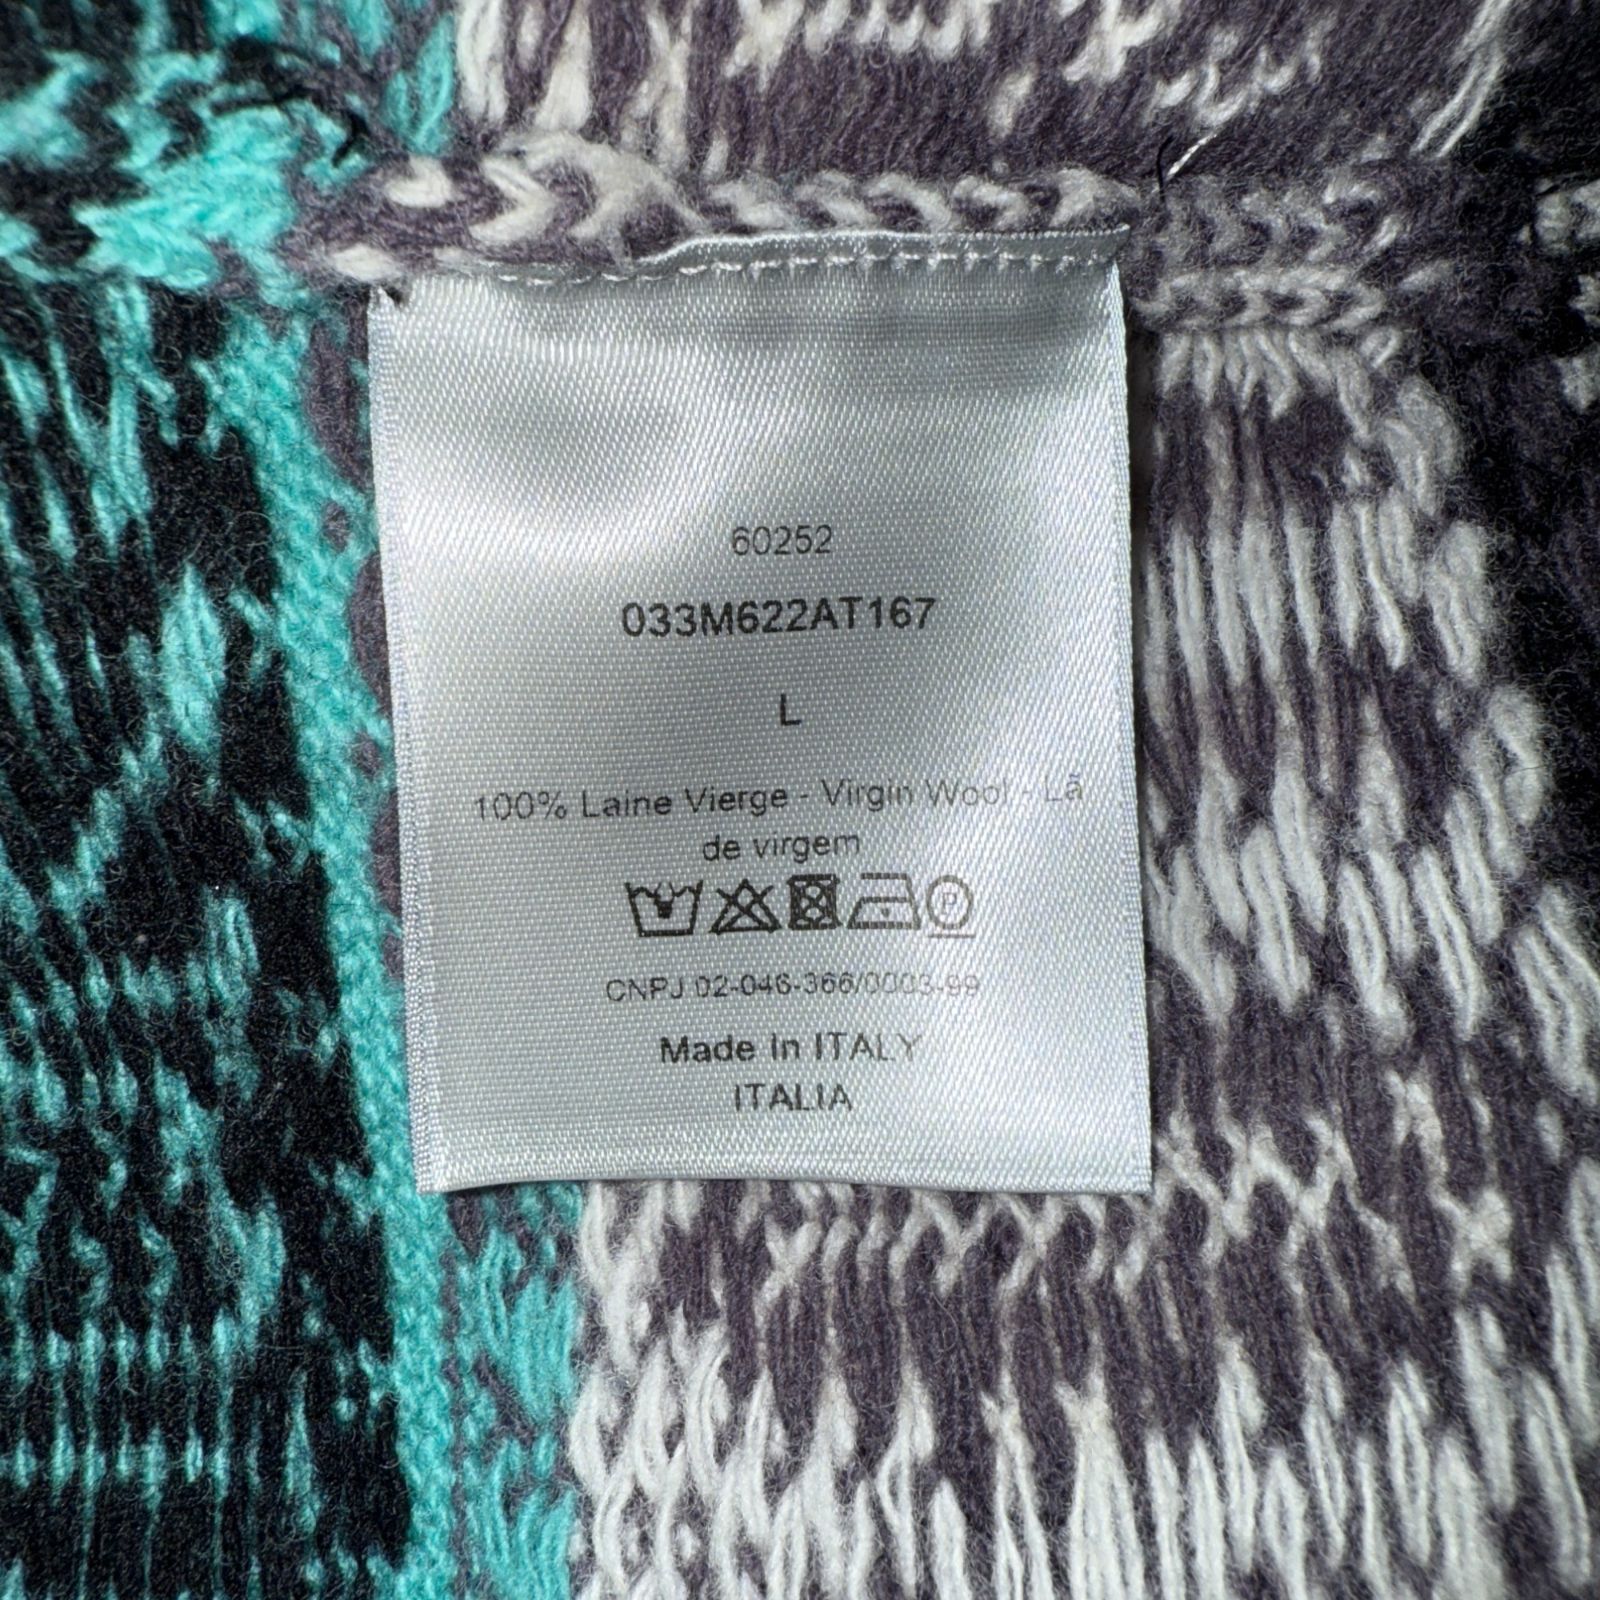 60252
033M622AT167
L
100% Laine Vierge - Virgin Wool - Lã
de virgem
P
CNPJ 02-046-366/0003-99
Made In ITALY
ITALIA